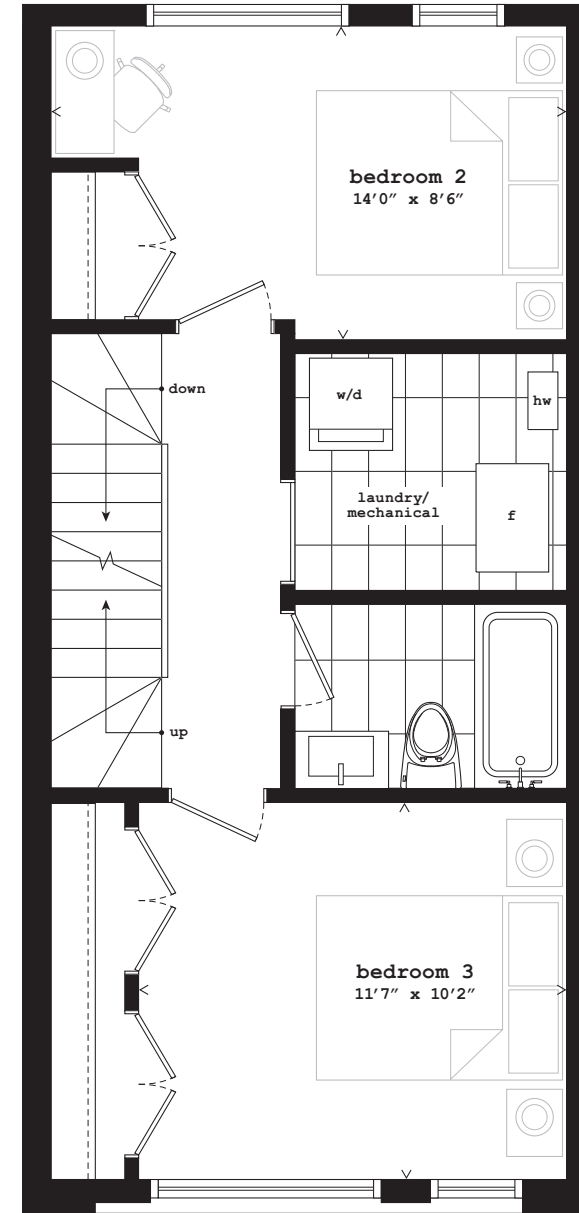 bedroom 2
14′0″ x 8′6″
down
w/d
hw
laundry/
mechanical
f
up
bedroom 3
11′7″ x 10′2″